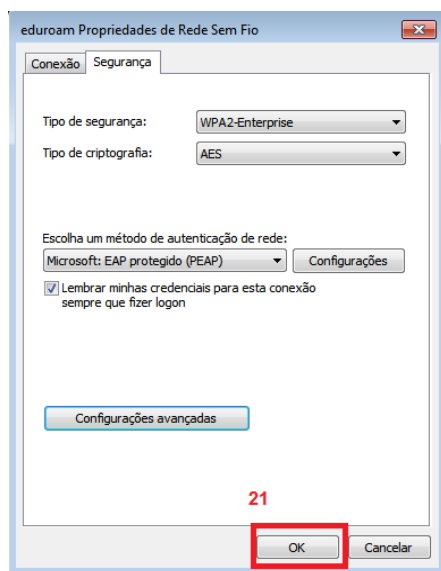 eduroam Propriedades de Rede Sem Fio
Conexão Segurança
Tipo de segurança: WPA2-Enterprise
Tipo de criptografia: AES
Escolha um método de autenticação de rede:
Microsoft: EAP protegido (PEAP) Configurações
Lembrar minhas credenciais para esta conexão
sempre que fizer logon
Configurações avançadas
21
OK Cancelar